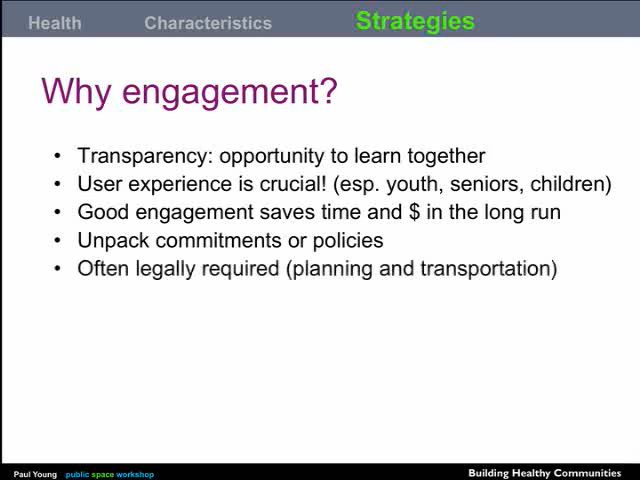 Health Characteristics Strategies
Why engagement?
• Transparency: opportunity to learn together
• User experience is crucial! (esp. youth, seniors, children)
• Good engagement saves time and $ in the long run
• Unpack commitments or policies
• Often legally required (planning and transportation)
Paul Young public space workshop Building Healthy Communities